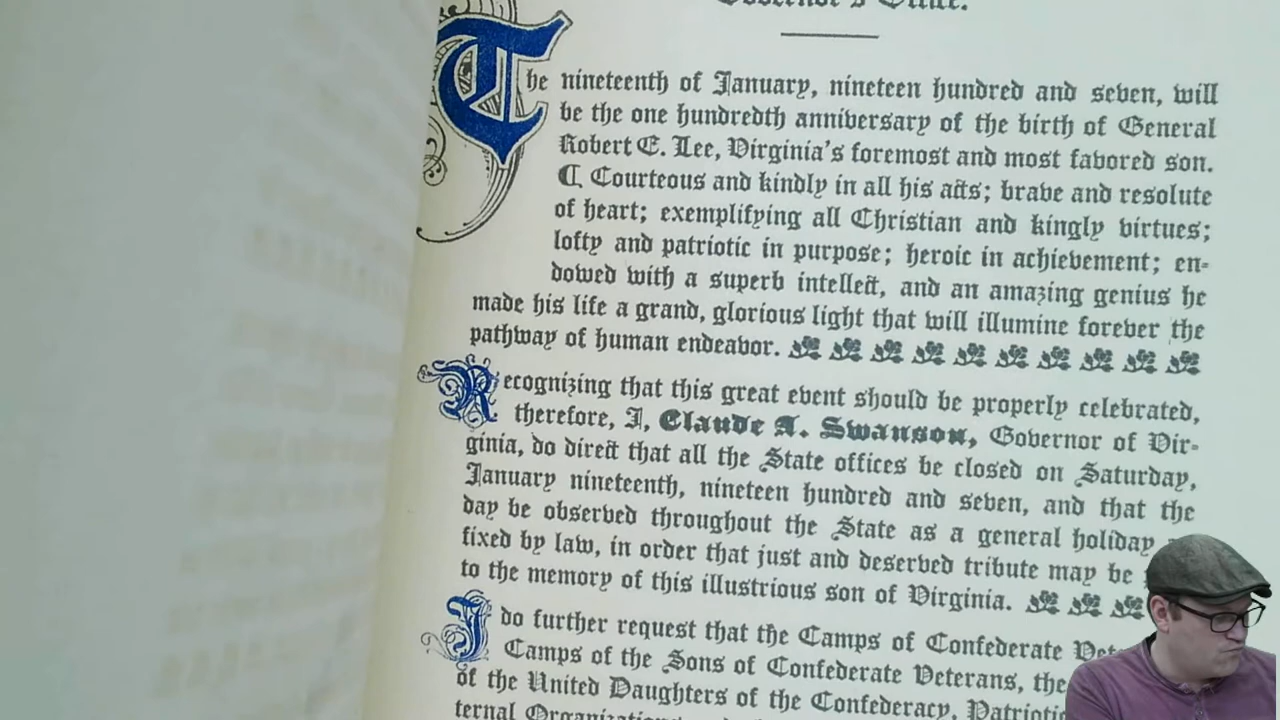 Governor's Office.
The nineteenth of January, nineteen hundred and seven, will
be the one hundredth anniversary of the birth of General
Robert E. Lee, Virginia's foremost and most favored son.
Courteous and kindly in all his acts; brave and resolute
of heart; exemplifying all Christian and kingly virtues;
lofty and patriotic in purpose; heroic in achievement; en-
dowed with a superb intellect, and an amazing genius he
made his life a grand, glorious light that will illumine forever the
pathway of human endeavor.
Recognizing that this great event should be properly celebrated,
therefore, I, Claude A. Swanson, Governor of Vir-
ginia, do direct that all the State offices be closed on Saturday,
January nineteenth, nineteen hundred and seven, and that the
day be observed throughout the State as a general holiday
fixed by law, in order that just and deserved tribute may be
to the memory of this illustrious son of Virginia.
I do further request that the Camps of Confederate
Camps of the Sons of Confederate Veterans, the
of the United Daughters of the Confederacy,